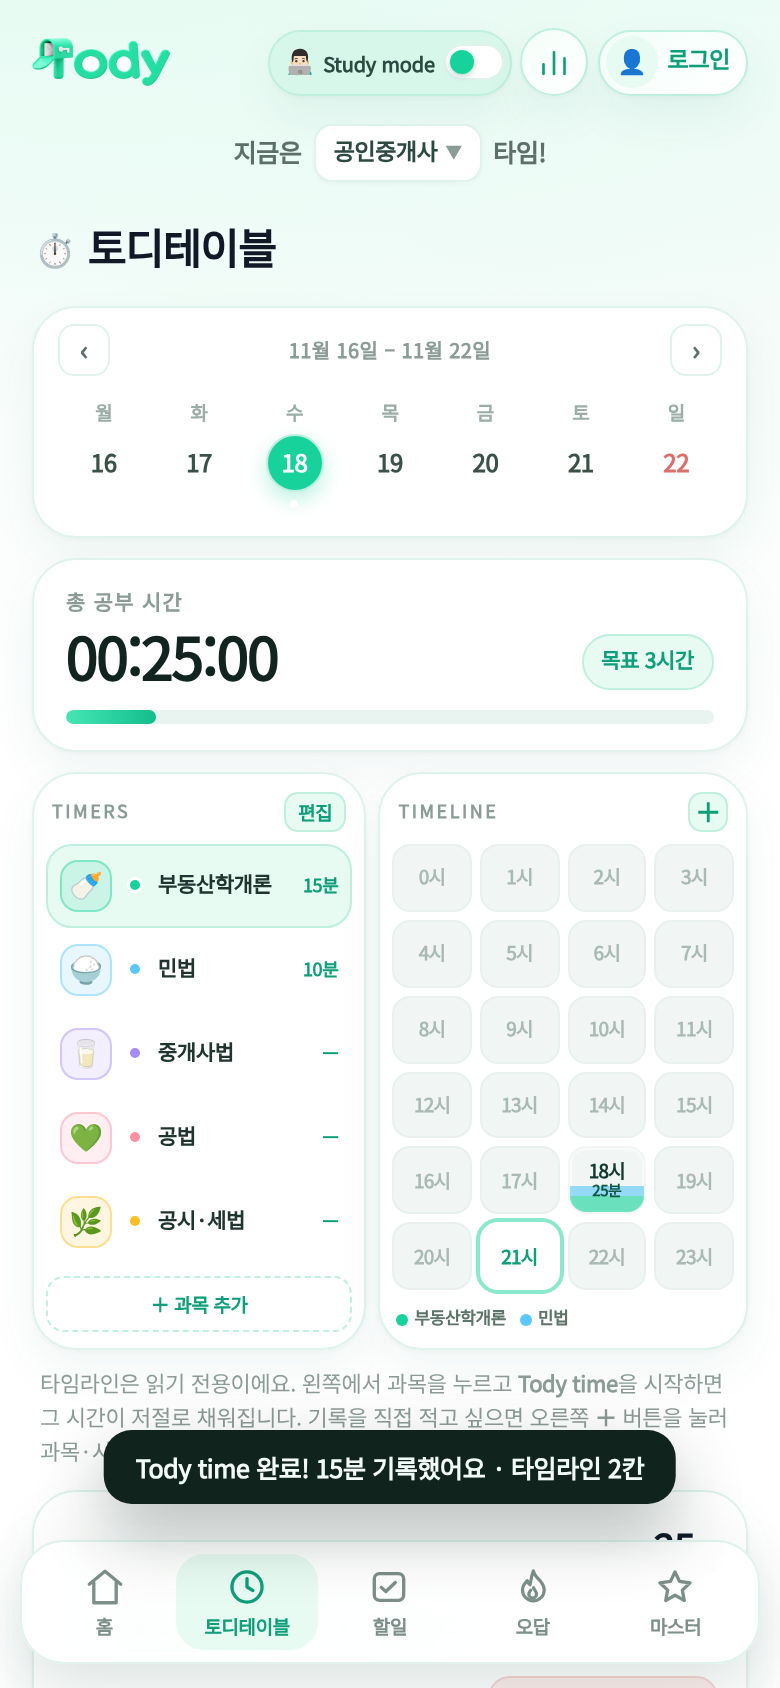 Tody
Study mode
로그인
지금은 공인중개사 ▼ 타임!
토디테이블
‹ 11월 16일 – 11월 22일 ›
월 화 수 목 금 토 일
16 17 18 19 20 21 22
총 공부 시간
00:25:00
목표 3시간
TIMERS 편집
부동산학개론 15분
민법 10분
중개사법 —
공법 —
공시·세법 —
+ 과목 추가
TIMELINE +
0시 1시 2시 3시
4시 5시 6시 7시
8시 9시 10시 11시
12시 13시 14시 15시
16시 17시 18시 19시
25분
20시 21시 22시 23시
부동산학개론 민법
타임라인은 읽기 전용이에요. 왼쪽에서 과목을 누르고 Tody time을 시작하면
그 시간이 저절로 채워집니다. 기록을 직접 적고 싶으면 오른쪽 + 버튼을 눌러
과목·
Tody time 완료! 15분 기록했어요 · 타임라인 2칸
홈 토디테이블 할일 오답 마스터